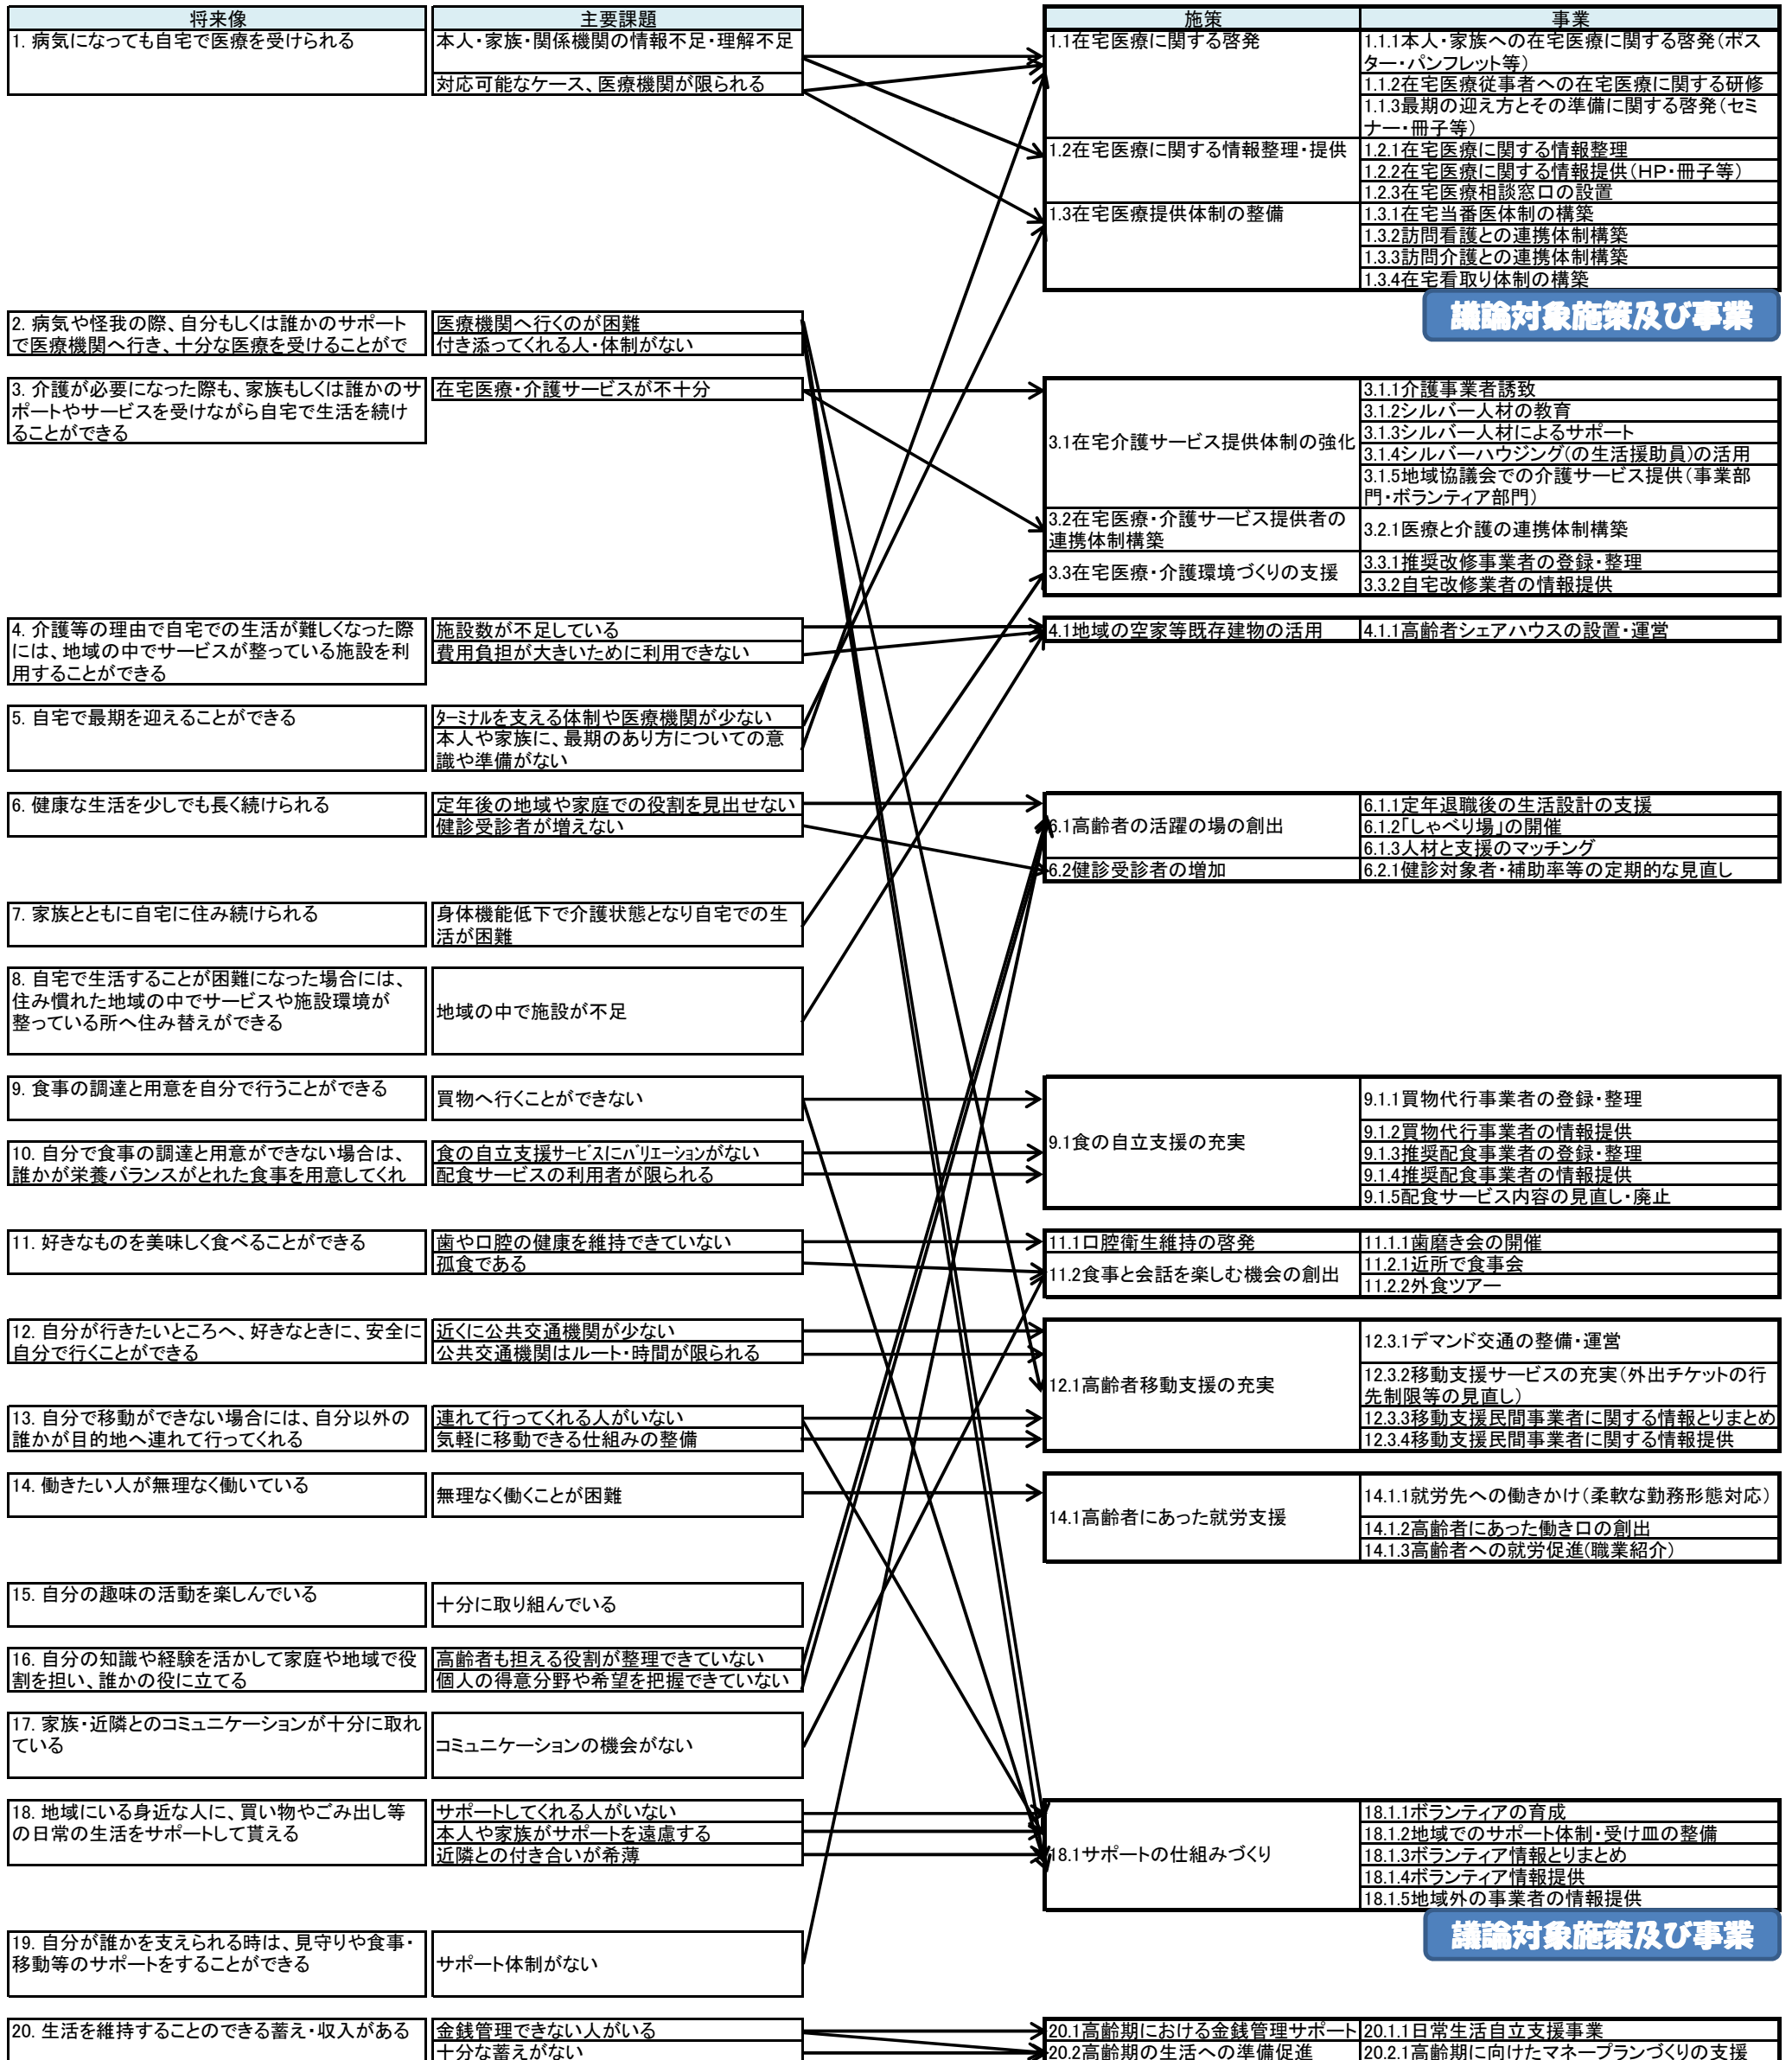 将来像
主要課題
1. 病気になっても自宅で医療を受けられる
本人・家族・関係機関の情報不足・理解不足
対応可能なケース、医療機関が限られる
2. 病気や怪我の際、自分もしくは誰かのサポート
で医療機関へ行き、十分な医療を受けることがで
医療機関へ行くのが困難
付き添ってくれる人・体制がない
3. 介護が必要になった際も、家族もしくは誰かのサ
ポートやサービスを受けながら自宅で生活を続け
ることができる
在宅医療・介護サービスが不十分
4. 介護等の理由で自宅での生活が難しくなった際
には、地域の中でサービスが整っている施設を利
用することができる
施設数が不足している
費用負担が大きいために利用できない
5. 自宅で最期を迎えることができる
ターミナルを支える体制や医療機関が少ない
本人や家族に、最期のあり方についての意
識や準備がない
6. 健康な生活を少しでも長く続けられる
定年後の地域や家庭での役割を見出せない
健診受診者が増えない
7. 家族とともに自宅に住み続けられる
身体機能低下で介護状態となり自宅での生
活が困難
8. 自宅で生活することが困難になった場合には、
住み慣れた地域の中でサービスや施設環境が
整っている所へ住み替えができる
地域の中で施設が不足
9. 食事の調達と用意を自分で行うことができる
買物へ行くことができない
10. 自分で食事の調達と用意ができない場合は、
誰かが栄養バランスがとれた食事を用意してくれ
食の自立支援サービスにバリエーションがない
配食サービスの利用者が限られる
11. 好きなものを美味しく食べることができる
歯や口腔の健康を維持できていない
孤食である
12. 自分が行きたいところへ、好きなときに、安全に
自分で行くことができる
近くに公共交通機関が少ない
公共交通機関はルート・時間が限られる
13. 自分で移動ができない場合には、自分以外の
誰かが目的地へ連れて行ってくれる
連れて行ってくれる人がいない
気軽に移動できる仕組みの整備
14. 働きたい人が無理なく働いている
無理なく働くことが困難
15. 自分の趣味の活動を楽しんでいる
十分に取り組んでいる
16. 自分の知識や経験を活かして家庭や地域で役
割を担い、誰かの役に立てる
高齢者も担える役割が整理できていない
個人の得意分野や希望を把握できていない
17. 家族・近隣とのコミュニケーションが十分に取れ
ている
コミュニケーションの機会がない
18. 地域にいる身近な人に、買い物やごみ出し等
の日常の生活をサポートして貰える
サポートしてくれる人がいない
本人や家族がサポートを遠慮する
近隣との付き合いが希薄
19. 自分が誰かを支えられる時は、見守りや食事・
移動等のサポートをすることができる
サポート体制がない
20. 生活を維持することのできる蓄え・収入がある
金銭管理できない人がいる
十分な蓄えがない
施策
事業
1.1在宅医療に関する啓発
1.1.1本人・家族への在宅医療に関する啓発(ポス
ター・パンフレット等)
1.1.2在宅医療従事者への在宅医療に関する研修
1.1.3最期の迎え方とその準備に関する啓発(セミ
ナー・冊子等)
1.2在宅医療に関する情報整理・提供
1.2.1在宅医療に関する情報整理
1.2.2在宅医療に関する情報提供(HP・冊子等)
1.2.3在宅医療相談窓口の設置
1.3在宅医療提供体制の整備
1.3.1在宅当番医体制の構築
1.3.2訪問看護との連携体制構築
1.3.3訪問介護との連携体制構築
1.3.4在宅看取り体制の構築
議論対象施策及び事業
3.1在宅介護サービス提供体制の強化
3.1.1介護事業者誘致
3.1.2シルバー人材の教育
3.1.3シルバー人材によるサポート
3.1.4シルバーハウジング(の生活援助員)の活用
3.1.5地域協議会での介護サービス提供(事業部
門・ボランティア部門)
3.2在宅医療・介護サービス提供者の
連携体制構築
3.2.1医療と介護の連携体制構築
3.3在宅医療・介護環境づくりの支援
3.3.1推奨改修事業者の登録・整理
3.3.2自宅改修業者の情報提供
4.1地域の空家等既存建物の活用
4.1.1高齢者シェアハウスの設置・運営
6.1高齢者の活躍の場の創出
6.1.1定年退職後の生活設計の支援
6.1.2「しゃべり場」の開催
6.1.3人材と支援のマッチング
6.2健診受診者の増加
6.2.1健診対象者・補助率等の定期的な見直し
9.1食の自立支援の充実
9.1.1買物代行事業者の登録・整理
9.1.2買物代行事業者の情報提供
9.1.3推奨配食事業者の登録・整理
9.1.4推奨配食事業者の情報提供
9.1.5配食サービス内容の見直し・廃止
11.1口腔衛生維持の啓発
11.1.1歯磨き会の開催
11.2食事と会話を楽しむ機会の創出
11.2.1近所で食事会
11.2.2外食ツアー
12.1高齢者移動支援の充実
12.3.1デマンド交通の整備・運営
12.3.2移動支援サービスの充実(外出チケットの行
先制限等の見直し)
12.3.3移動支援民間事業者に関する情報とりまとめ
12.3.4移動支援民間事業者に関する情報提供
14.1高齢者にあった就労支援
14.1.1就労先への働きかけ(柔軟な勤務形態対応)
14.1.2高齢者にあった働き口の創出
14.1.3高齢者への就労促進(職業紹介)
18.1サポートの仕組みづくり
18.1.1ボランティアの育成
18.1.2地域でのサポート体制・受け皿の整備
18.1.3ボランティア情報とりまとめ
18.1.4ボランティア情報提供
18.1.5地域外の事業者の情報提供
議論対象施策及び事業
20.1高齢期における金銭管理サポート
20.1.1日常生活自立支援事業
20.2高齢期の生活への準備促進
20.2.1高齢期に向けたマネープランづくりの支援